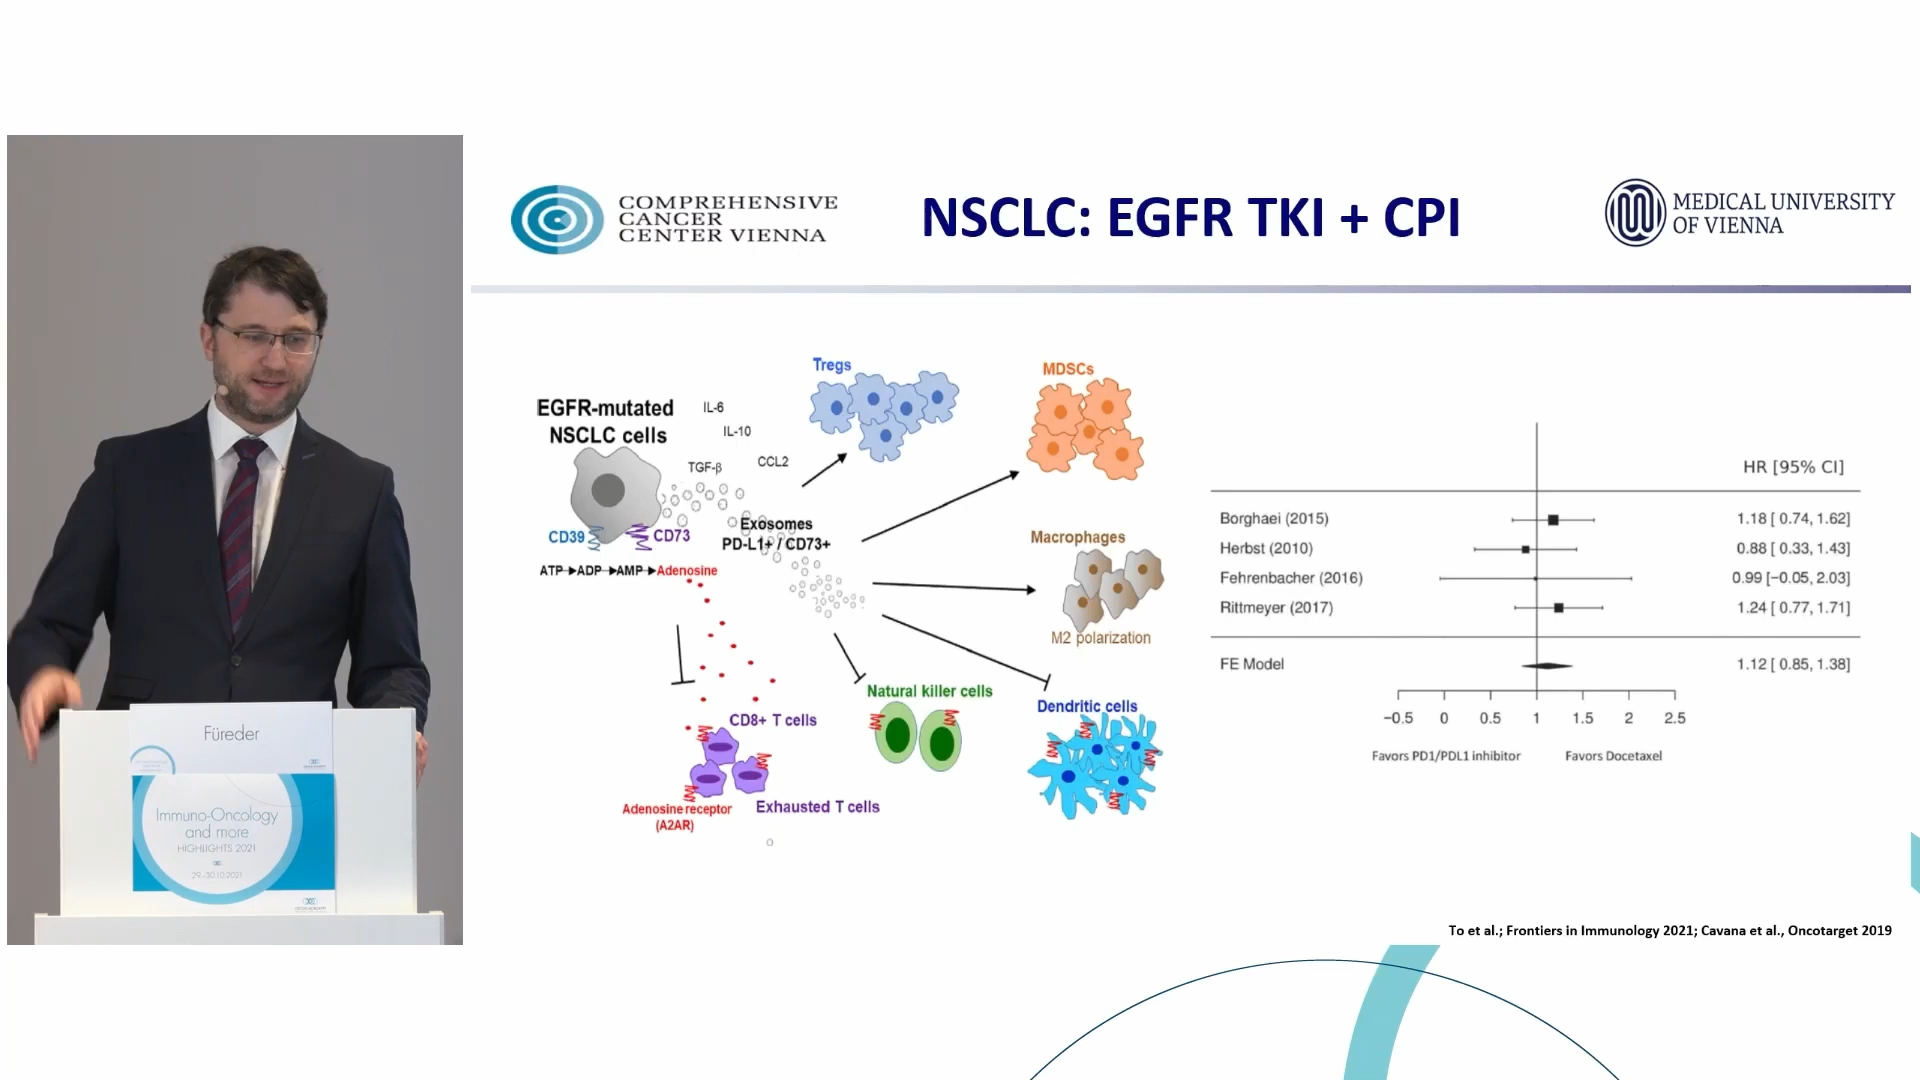 COMPREHENSIVE
CANCER
CENTER VIENNA
NSCLC: EGFR TKI + CPI
MEDICAL UNIVERSITY
OF VIENNA
EGFR-mutated
NSCLC cells
IL-6
IL-10
TGF-β
CCL2
Tregs
MDSCs
CD39
CD73
Exosomes
PD-L1+ / CD73+
ATP ADP AMP Adenosine
Macrophages
M2 polarization
Natural killer cells
Dendritic cells
CD8+ T cells
Exhausted T cells
Adenosine receptor
(A2AR)
HR [95% CI]
Borghaei (2015) 1.18 [ 0.74, 1.62]
Herbst (2010) 0.88 [ 0.33, 1.43]
Fehrenbacher (2016) 0.99 [−0.05, 2.03]
Rittmeyer (2017) 1.24 [ 0.77, 1.71]
FE Model 1.12 [ 0.85, 1.38]
−0.5 0 0.5 1 1.5 2 2.5
Favors PD1/PDL1 inhibitor Favors Docetaxel
To et al.; Frontiers in Immunology 2021; Cavana et al., Oncotarget 2019
Füreder
Immuno-Oncology
and more
HIGHLIGHTS 2021
29.–30.10.2021